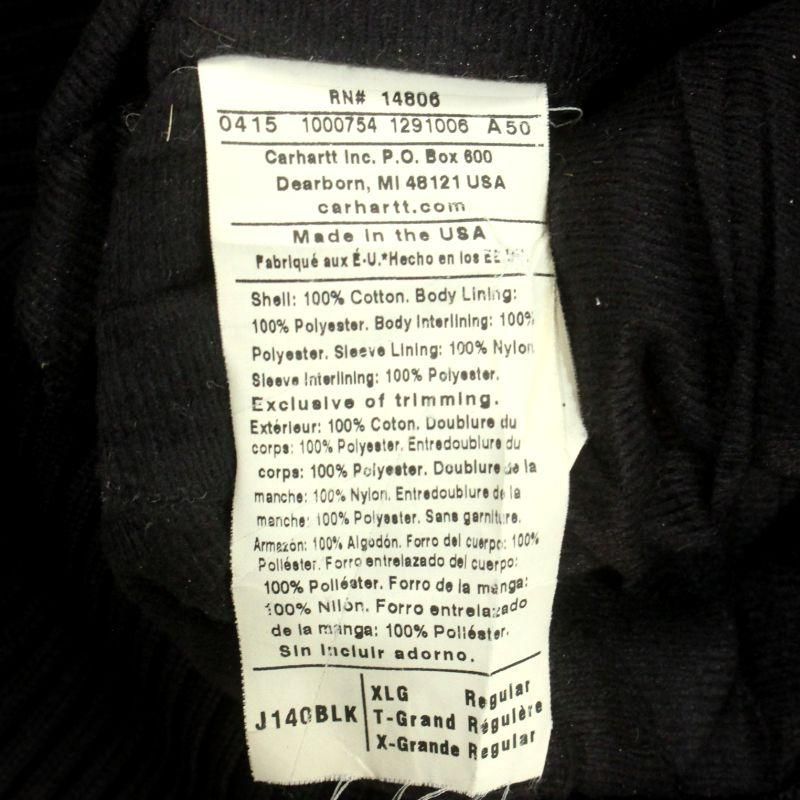 RN# 14806
0415 1000754 1291006 A50
Carhartt Inc. P.O. Box 600
Dearborn, MI 48121 USA
carhartt.com
Made in the USA
Fabriqué aux É-U.*Hecho en los EE
Shell: 100% Cotton. Body Lining:
100% Polyester. Body Interlining: 100%
Polyester. Sleeve Lining: 100% Nylon
Sleeve Interlining: 100% Polyester.
Exclusive of trimming.
Extérieur: 100% Coton. Doublure du
corps: 100% Polyester. Entredoublure du
corps: 100% Polyester. Doublure de la
manche: 100% Nylon. Entredoublure de la
manche: 100% Polyester. Sans garniture.
Armazón: 100% Algodón. Forro del cuerpo: 100%
Poliéster. Forro entrelazado del cuerpo:
100% Poliéster. Forro de la manga:
100% Nilón. Forro entrelazado
de la manga: 100% Poliéster.
Sin incluir adorno.
J140BLK
XLG Regular
T-Grand Régulère
X-Grande Regular